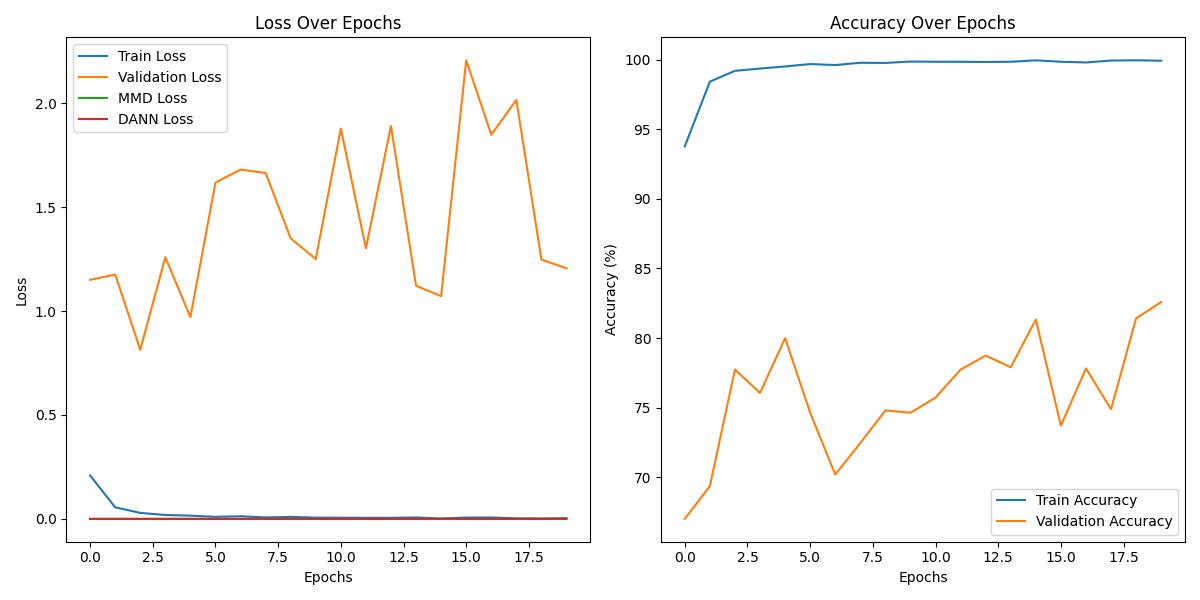 Loss Over Epochs
Train Loss
Validation Loss
MMD Loss
DANN Loss
2.0
1.5
1.0
0.5
0.0
Loss
0.0 2.5 5.0 7.5 10.0 12.5 15.0 17.5
Epochs
Accuracy Over Epochs
100
95
90
85
80
75
70
Accuracy (%)
Train Accuracy
Validation Accuracy
0.0 2.5 5.0 7.5 10.0 12.5 15.0 17.5
Epochs